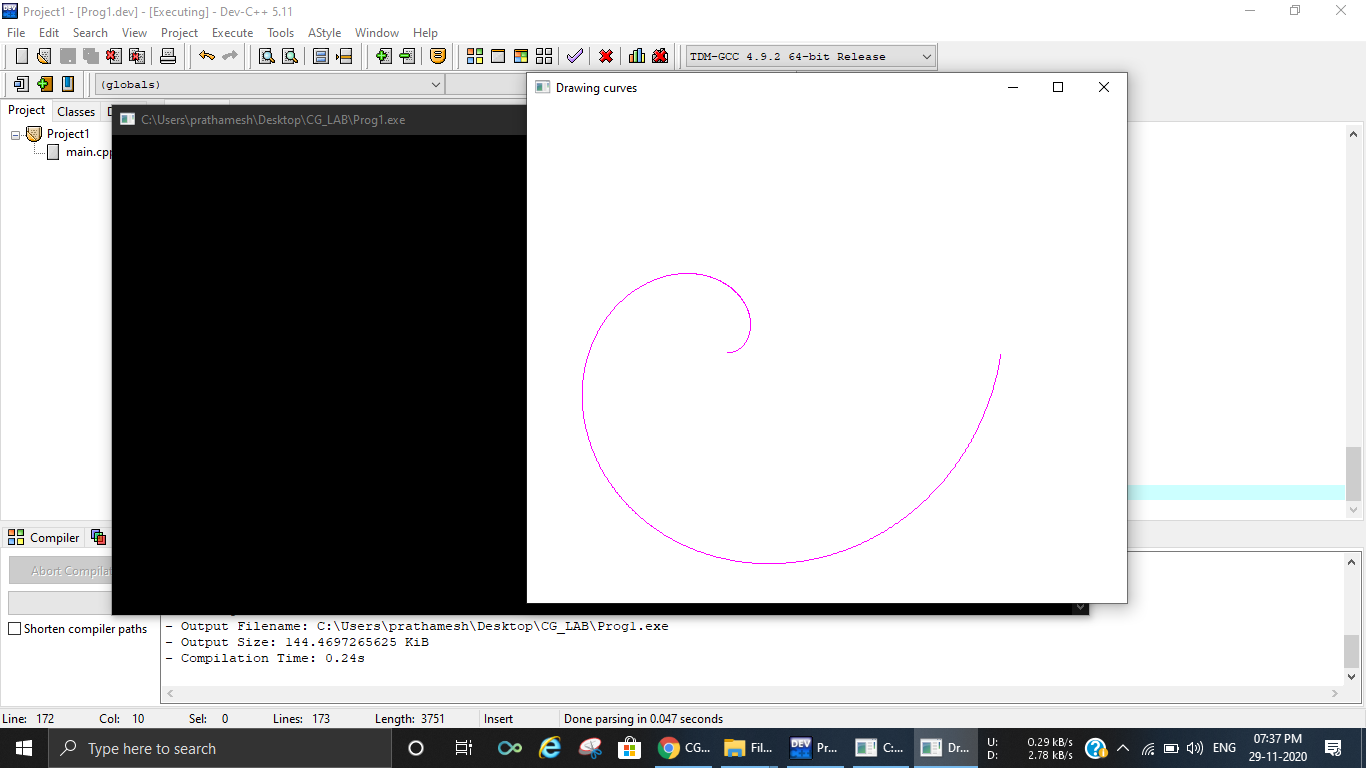 Project1 - [Prog1.dev] - [Executing] - Dev-C++ 5.11
File Edit Search View Project Execute Tools AStyle Window Help
TDM-GCC 4.9.2 64-bit Release
(globals)
Drawing curves
Project Classes
C:\Users\prathamesh\Desktop\CG_LAB\Prog1.exe
Project1
main.cpp
Compiler
Abort Compilat
Shorten compiler paths
- Output Filename: C:\Users\prathamesh\Desktop\CG_LAB\Prog1.exe
- Output Size: 144.4697265625 KiB
- Compilation Time: 0.24s
Line: 172 Col: 10 Sel: 0 Lines: 173 Length: 3751 Insert Done parsing in 0.047 seconds
Type here to search
CG... Fil... Pr... C:... Dr...
U: 0.29 kB/s
D: 2.78 kB/s
ENG
07:37 PM
29-11-2020